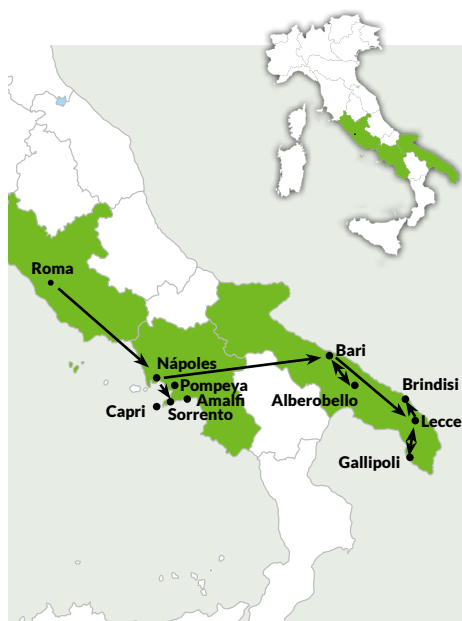 Roma
Nápoles
Pompeya
Amalfi
Capri
Sorrento
Bari
Alberobello
Brindisi
Lecce
Gallipoli